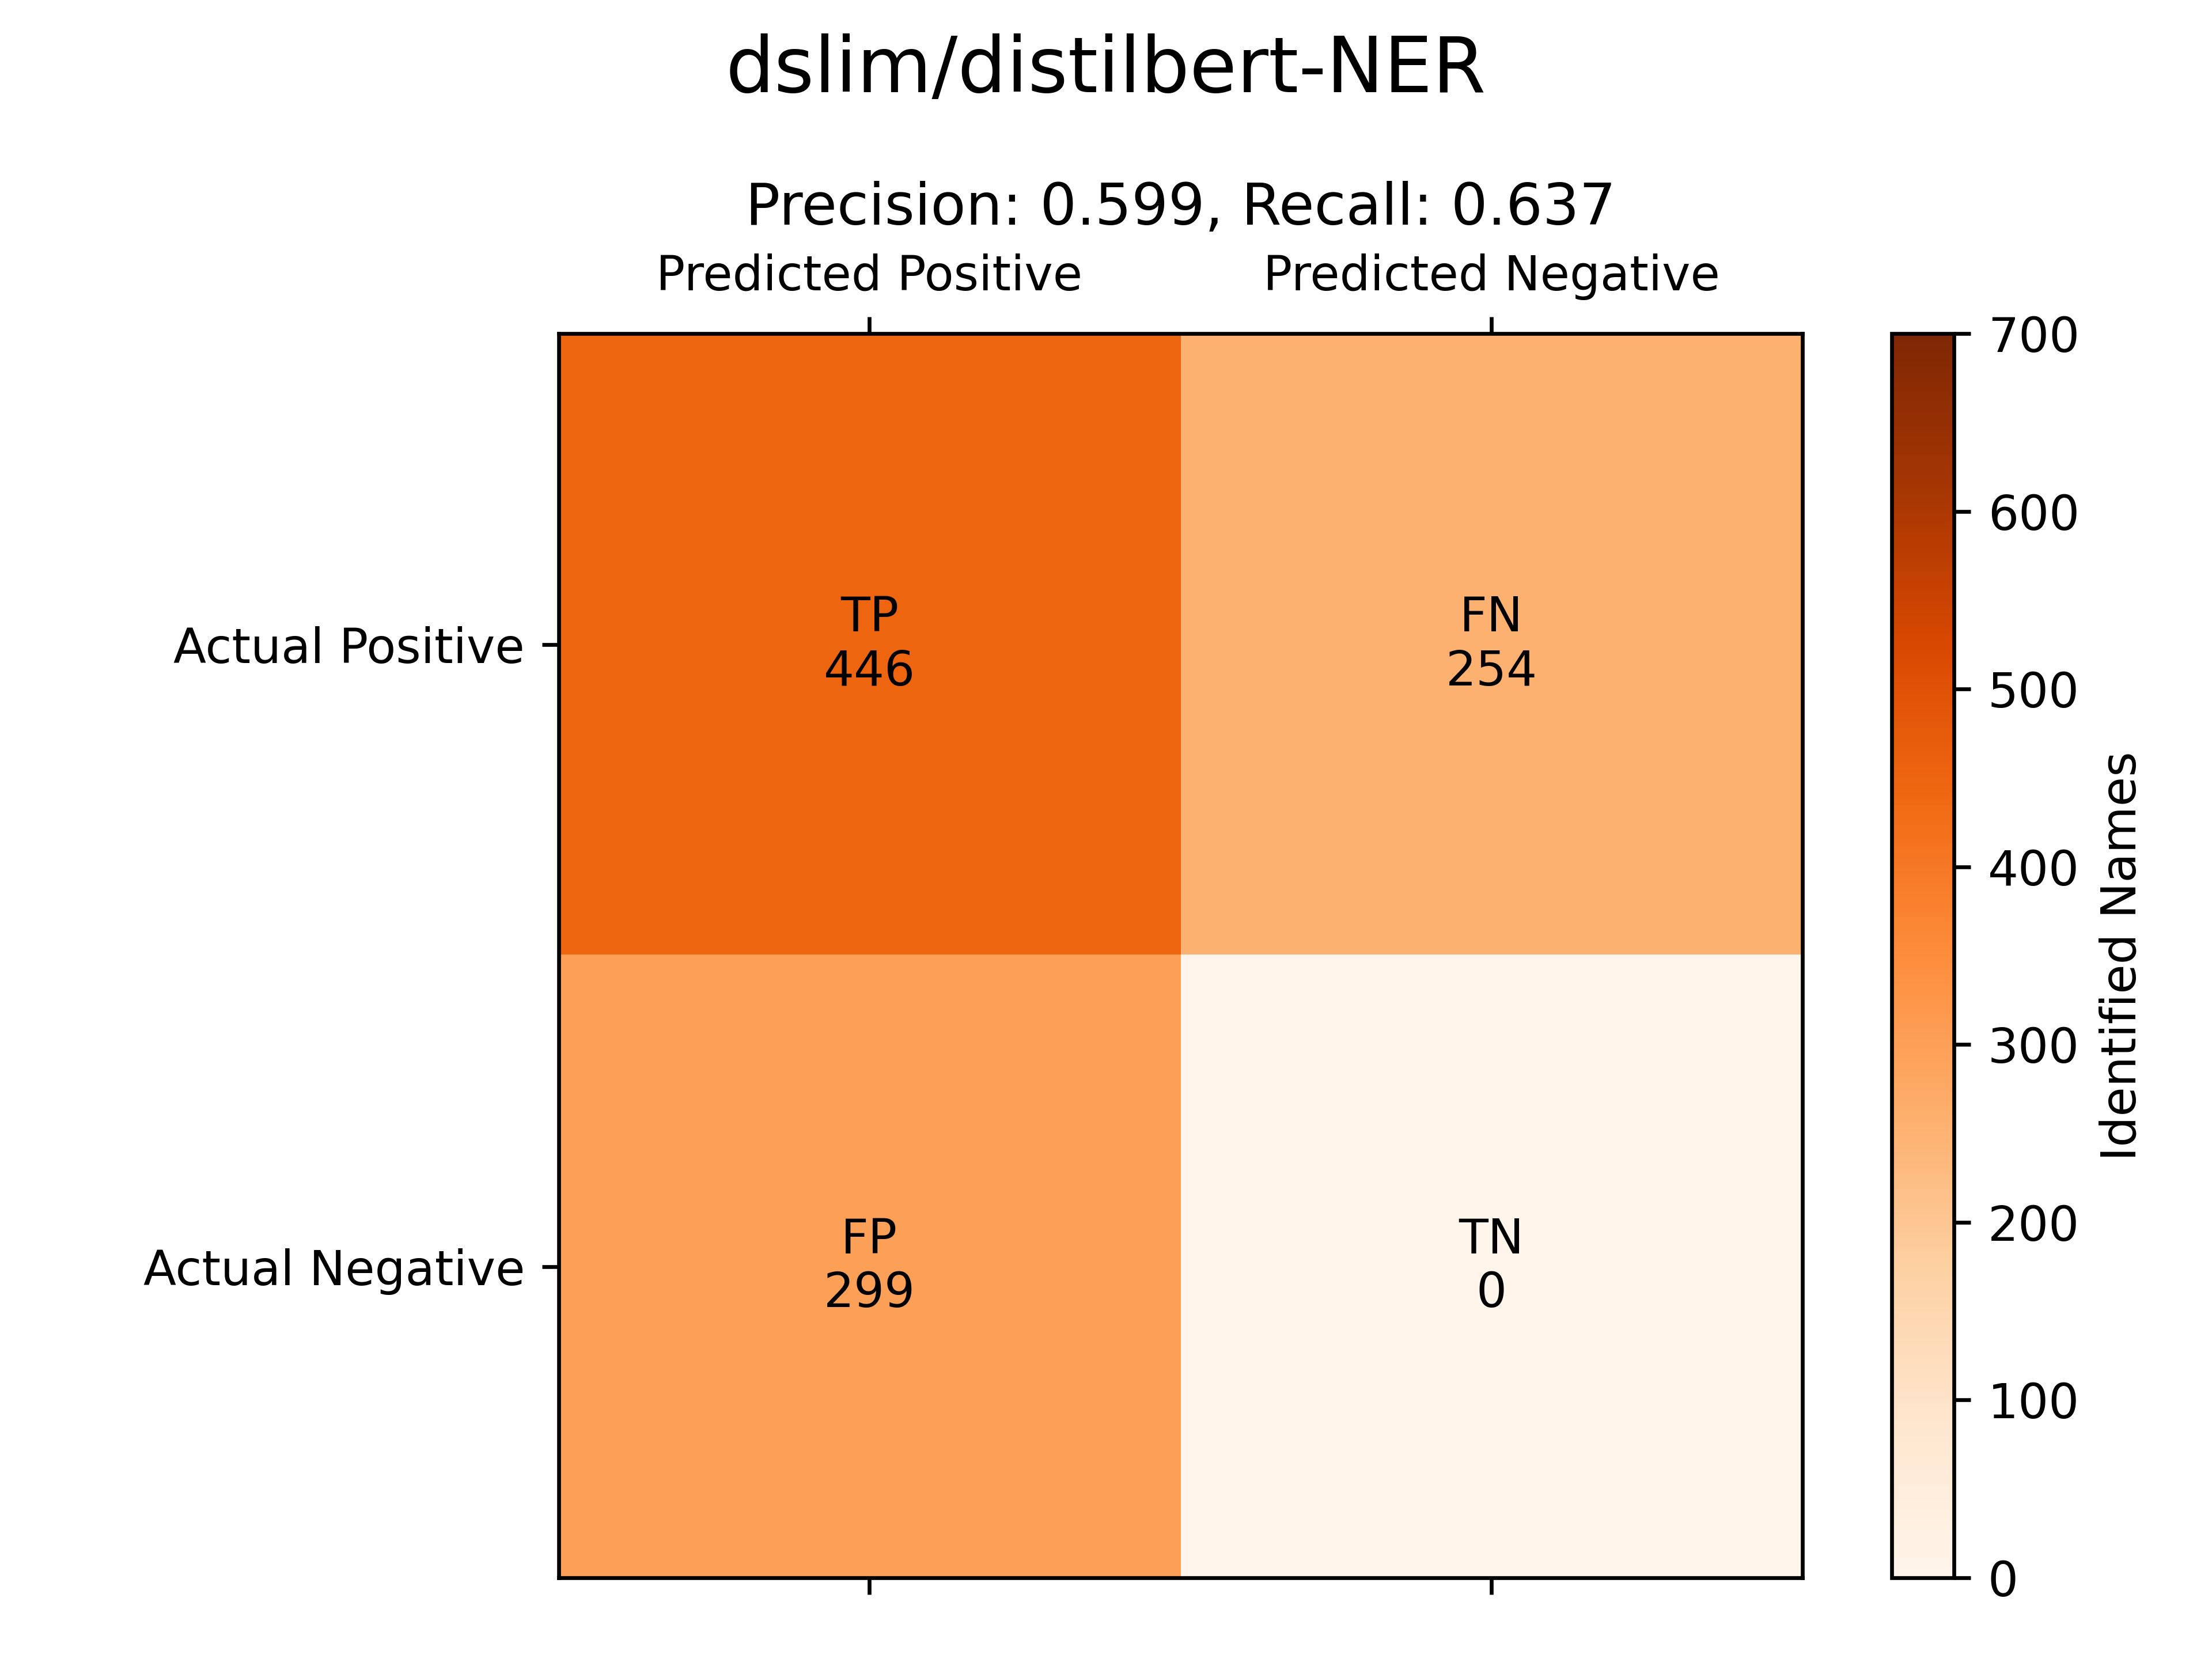 dslim/distilbert-NER
Precision: 0.599, Recall: 0.637
Predicted Positive Predicted Negative
Actual Positive
TP
446
FN
254
Actual Negative
FP
299
TN
0
700
600
500
400
300
200
100
0
Identified Names